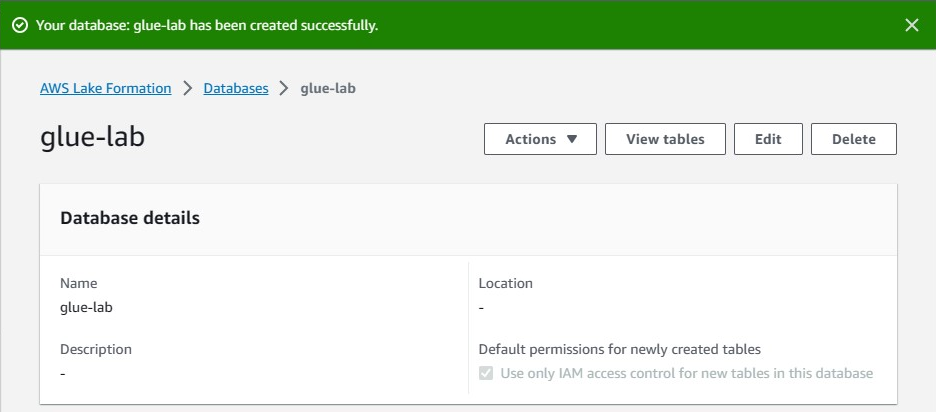 Your database: glue-lab has been created successfully.
AWS Lake Formation > Databases > glue-lab
glue-lab
Actions ▼ View tables Edit Delete
Database details
Name
glue-lab
Location
-
Description
-
Default permissions for newly created tables
Use only IAM access control for new tables in this database